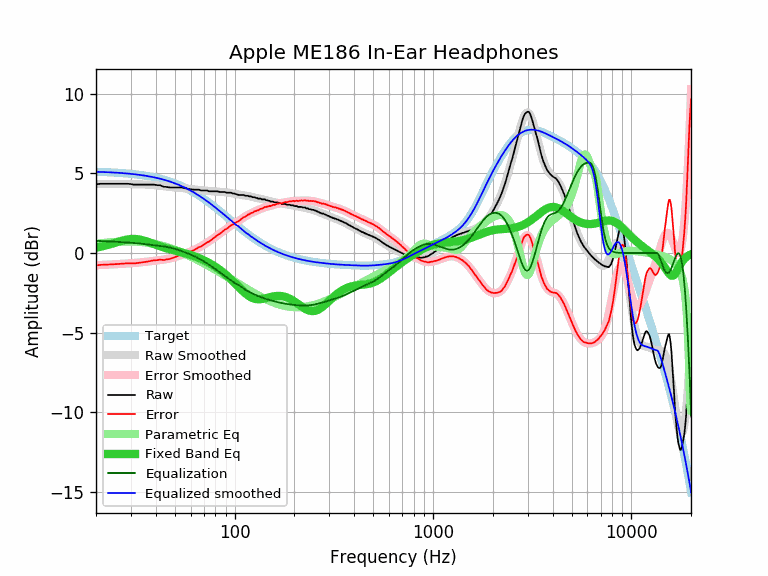 Apple ME186 In-Ear Headphones
Amplitude (dBr)
10
5
0
−5
−10
−15
Target
Raw Smoothed
Error Smoothed
Raw
Error
Parametric Eq
Fixed Band Eq
Equalization
Equalized smoothed
100
1000
10000
Frequency (Hz)